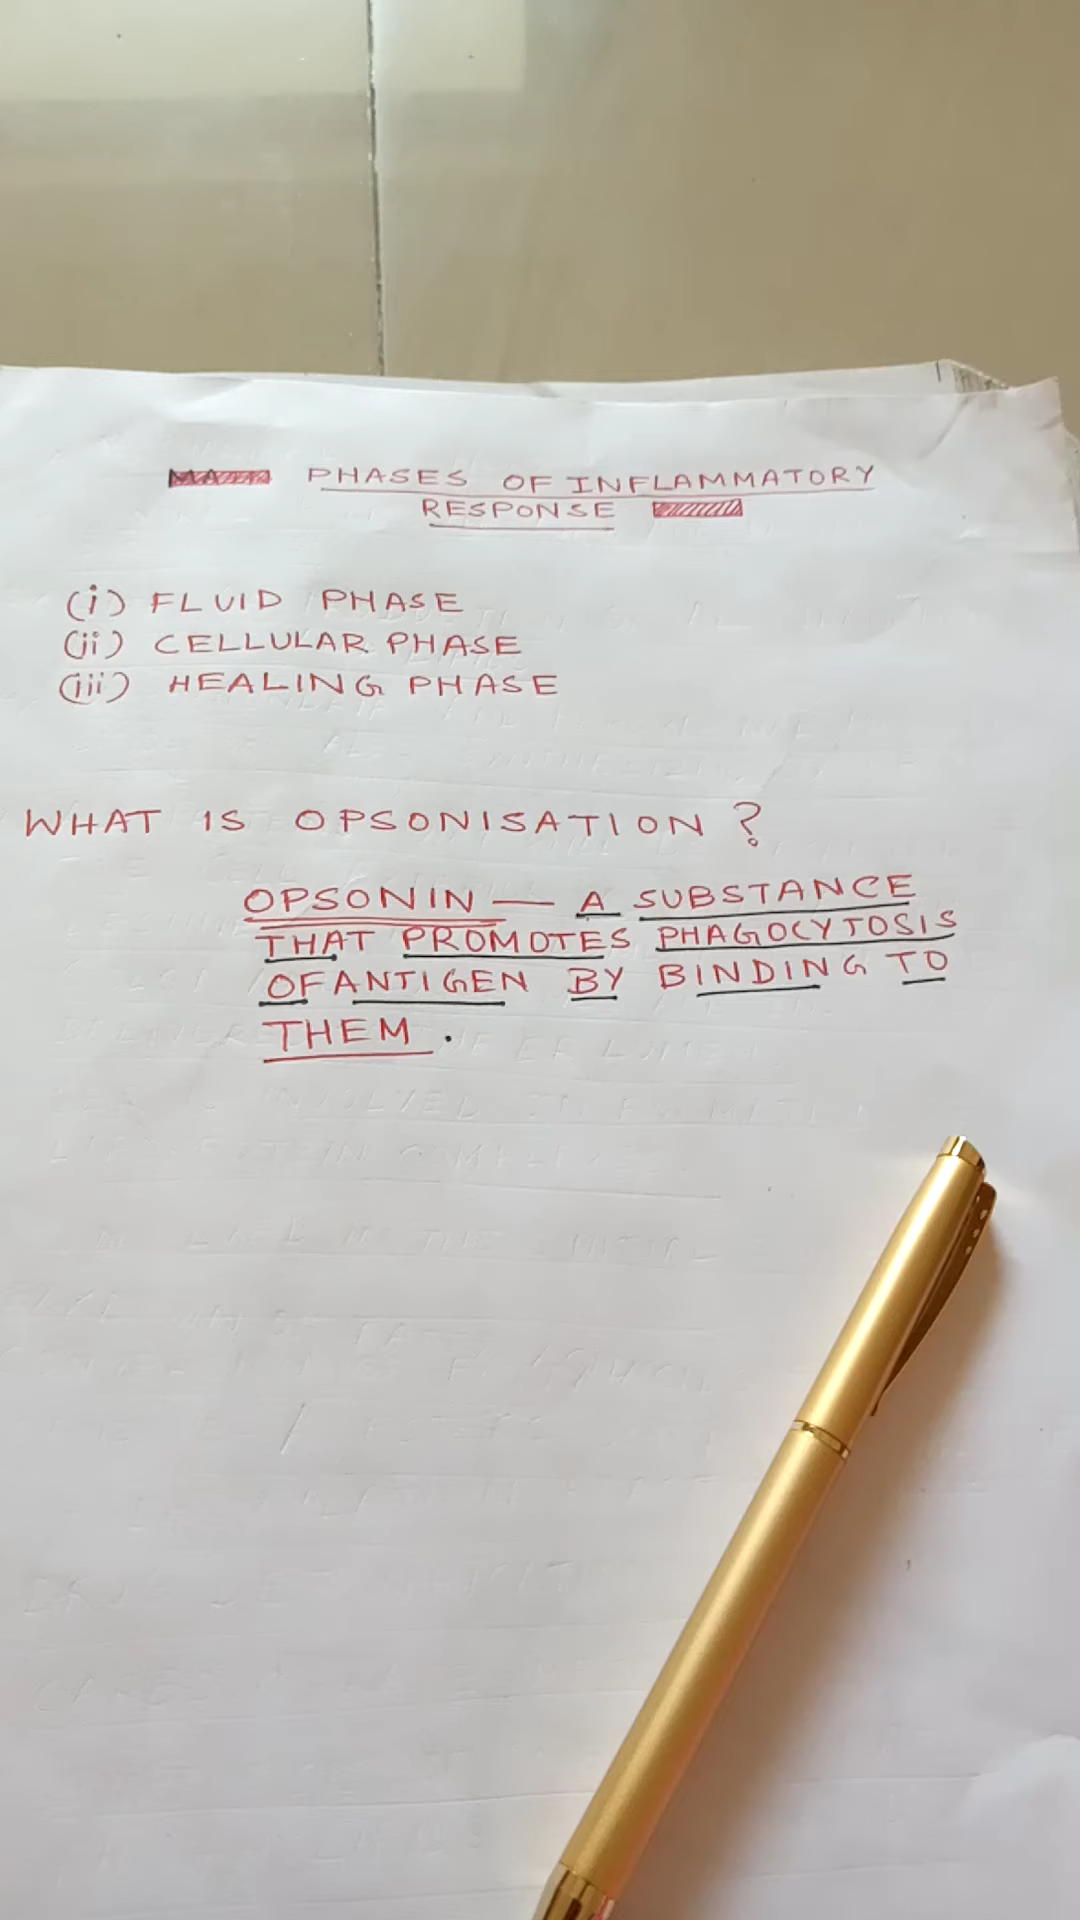 PHASES OF INFLAMMATORY
RESPONSE
(i) FLUID PHASE
(ii) CELLULAR PHASE
(iii) HEALING PHASE
WHAT IS OPSONISATION ?
OPSONIN — A SUBSTANCE
THAT PROMOTES PHAGOCYTOSIS
OF ANTIGEN BY BINDING TO
THEM .